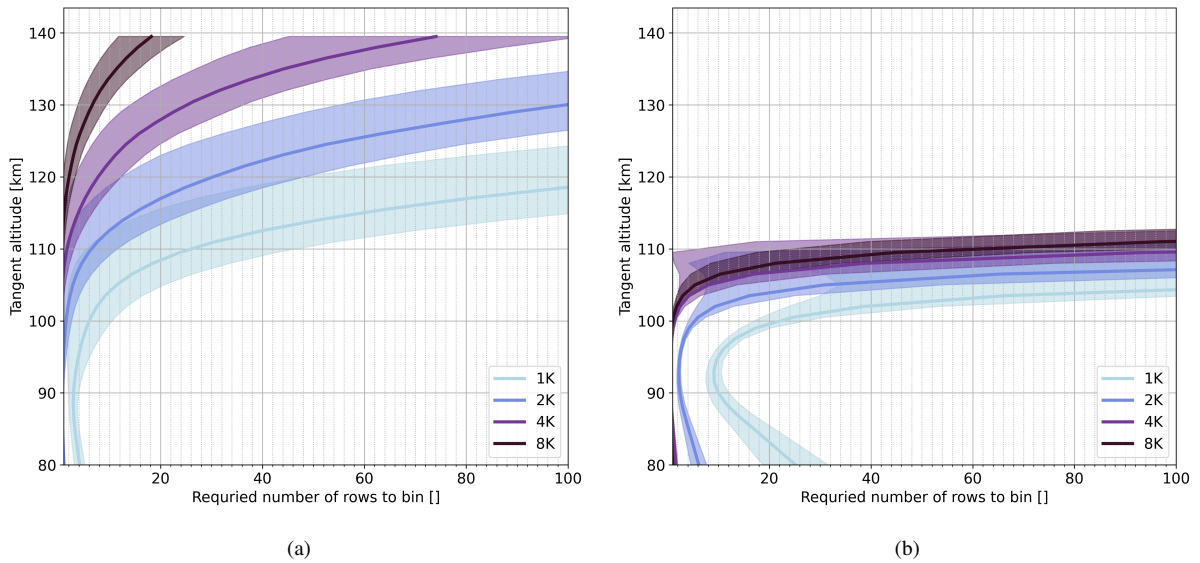 140
130
120
110
100
90
80
Tangent altitude [km]
20
40
60
80
100
Requried number of rows to bin []
1K
2K
4K
8K
(a)
140
130
120
110
100
90
80
Tangent altitude [km]
20
40
60
80
100
Requried number of rows to bin []
1K
2K
4K
8K
(b)